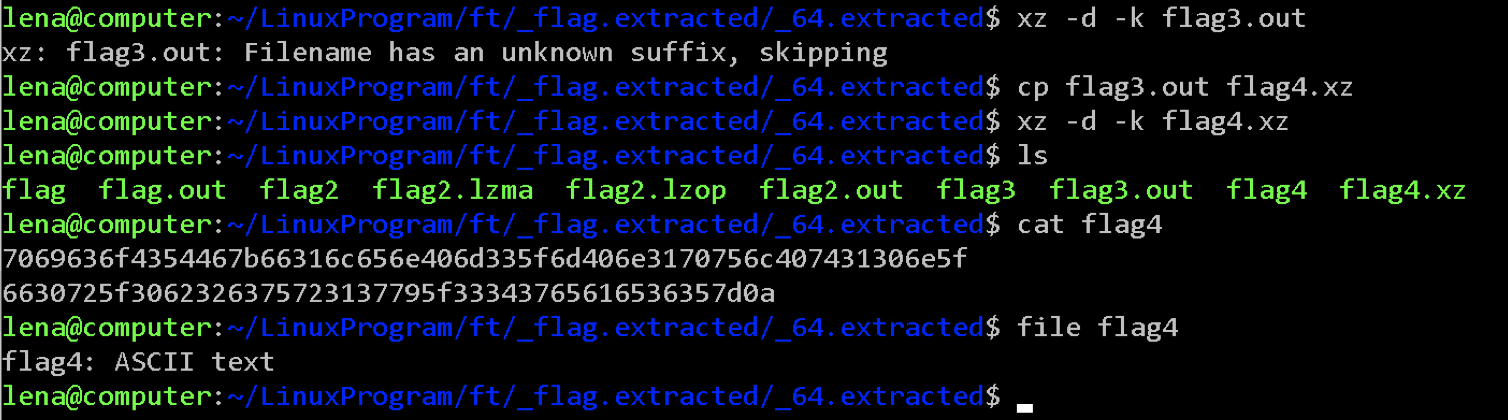 lena@computer:~/LinuxProgram/ft/_flag.extracted/_64.extracted$ xz -d -k flag3.out
xz: flag3.out: Filename has an unknown suffix, skipping
lena@computer:~/LinuxProgram/ft/_flag.extracted/_64.extracted$ cp flag3.out flag4.xz
lena@computer:~/LinuxProgram/ft/_flag.extracted/_64.extracted$ xz -d -k flag4.xz
lena@computer:~/LinuxProgram/ft/_flag.extracted/_64.extracted$ ls
flag  flag.out  flag2  flag2.lzma  flag2.lzop  flag2.out  flag3  flag3.out  flag4  flag4.xz
lena@computer:~/LinuxProgram/ft/_flag.extracted/_64.extracted$ cat flag4
7069636f4354467b66316c656e406d335f6d406e3170756c407431306e5f
6630725f3062326375723137795f33343765616536357d0a
lena@computer:~/LinuxProgram/ft/_flag.extracted/_64.extracted$ file flag4
flag4: ASCII text
lena@computer:~/LinuxProgram/ft/_flag.extracted/_64.extracted$